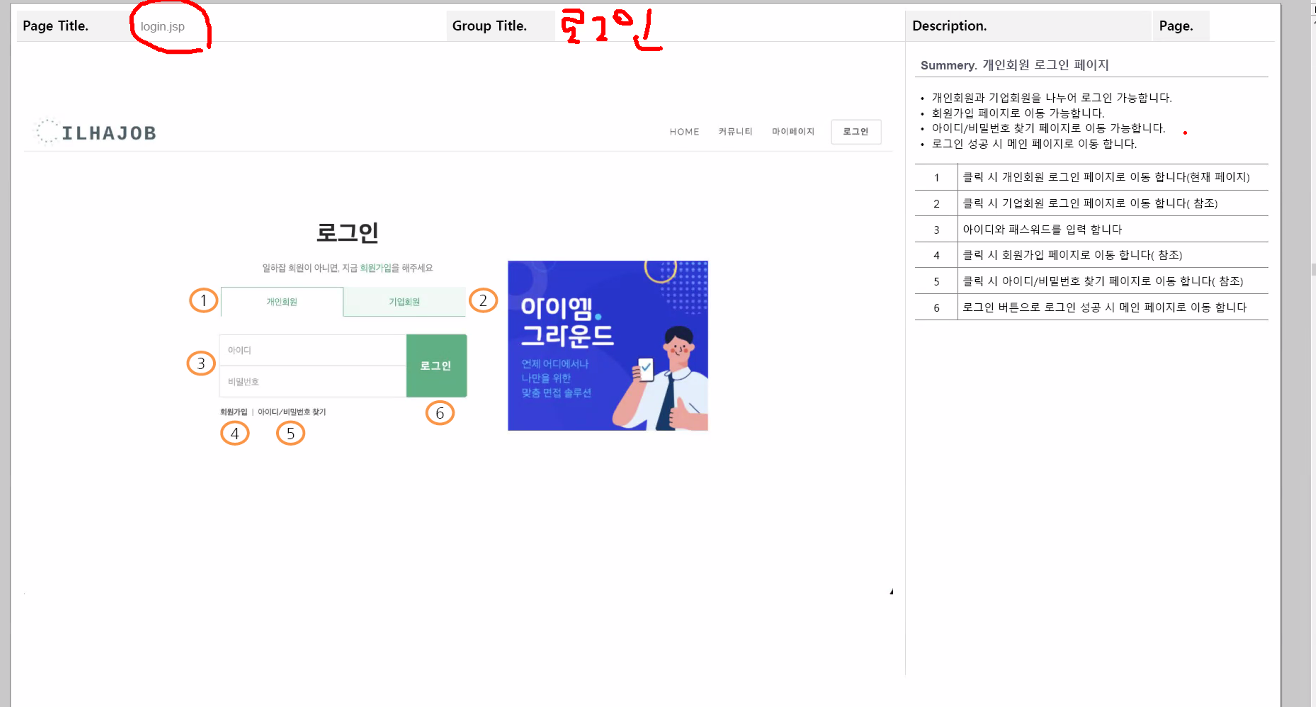 Page Title. login.jsp Group Title. 로그인 Description. Page.
ILHAJOB HOME 커뮤니티 마이페이지 로그인
로그인
일하잡 회원이 아니면, 지금 회원가입을 해주세요
1 개인회원 기업회원 2
3 아이디
비밀번호
로그인
회원가입 | 아이디/비밀번호 찾기
4 5 6
아이엠.
그라운드
언제 어디에서나
나만을 위한
맞춤 면접 솔루션
Summery. 개인회원 로그인 페이지
• 개인회원과 기업회원을 나누어 로그인 가능합니다.
• 회원가입 페이지로 이동 가능합니다.
• 아이디/비밀번호 찾기 페이지로 이동 가능합니다.
• 로그인 성공 시 메인 페이지로 이동 합니다.
1 클릭 시 개인회원 로그인 페이지로 이동 합니다(현재 페이지)
2 클릭 시 기업회원 로그인 페이지로 이동 합니다( 참조)
3 아이디와 패스워드를 입력 합니다
4 클릭 시 회원가입 페이지로 이동 합니다( 참조)
5 클릭 시 아이디/비밀번호 찾기 페이지로 이동 합니다( 참조)
6 로그인 버튼으로 로그인 성공 시 메인 페이지로 이동 합니다